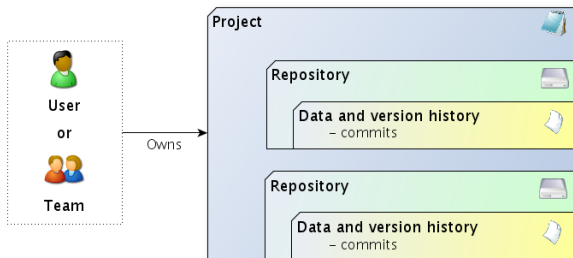 Project
User
or
Team
Owns
Repository
Data and version history
– commits
Repository
Data and version history
– commits